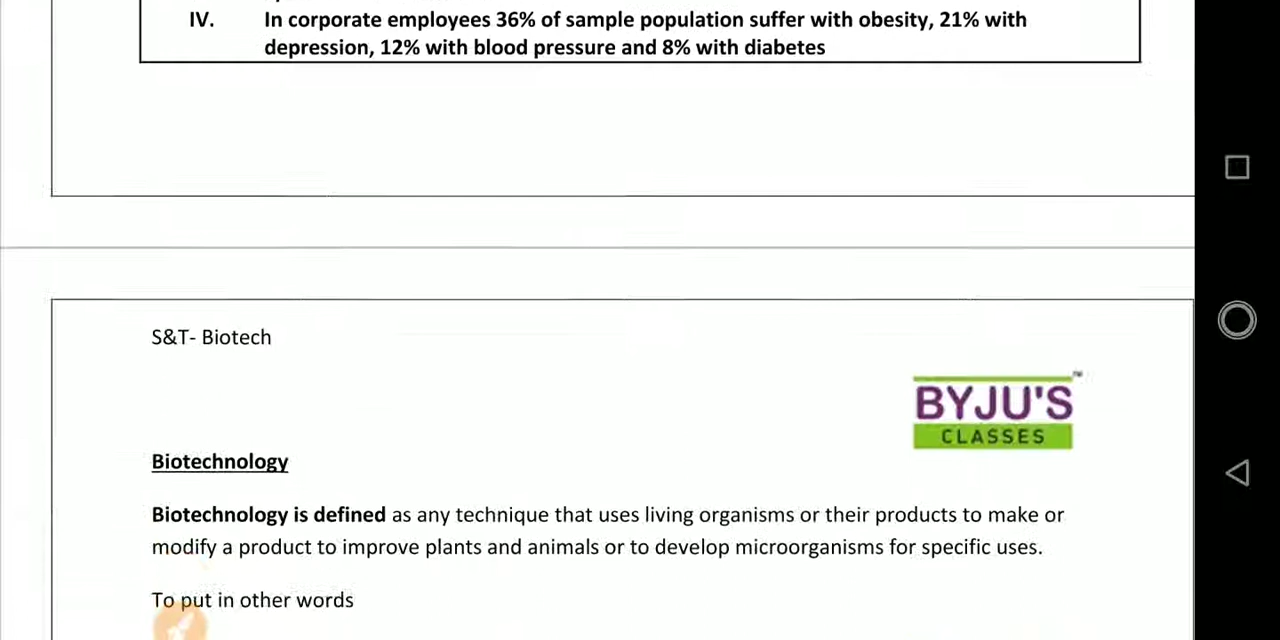 IV. In corporate employees 36% of sample population suffer with obesity, 21% with
depression, 12% with blood pressure and 8% with diabetes
S&T- Biotech
BYJU'S
TM
CLASSES
Biotechnology
Biotechnology is defined as any technique that uses living organisms or their products to make or
modify a product to improve plants and animals or to develop microorganisms for specific uses.
To put in other words